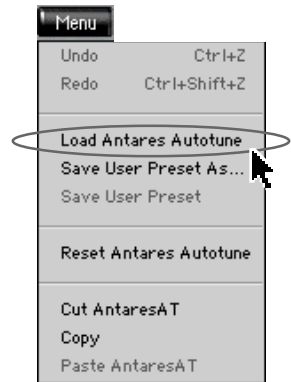 Menu
Undo Ctrl+Z
Redo Ctrl+Shift+Z
Load Antares Autotune
Save User Preset As...
Save User Preset
Reset Antares Autotune
Cut AntaresAT
Copy
Paste AntaresAT